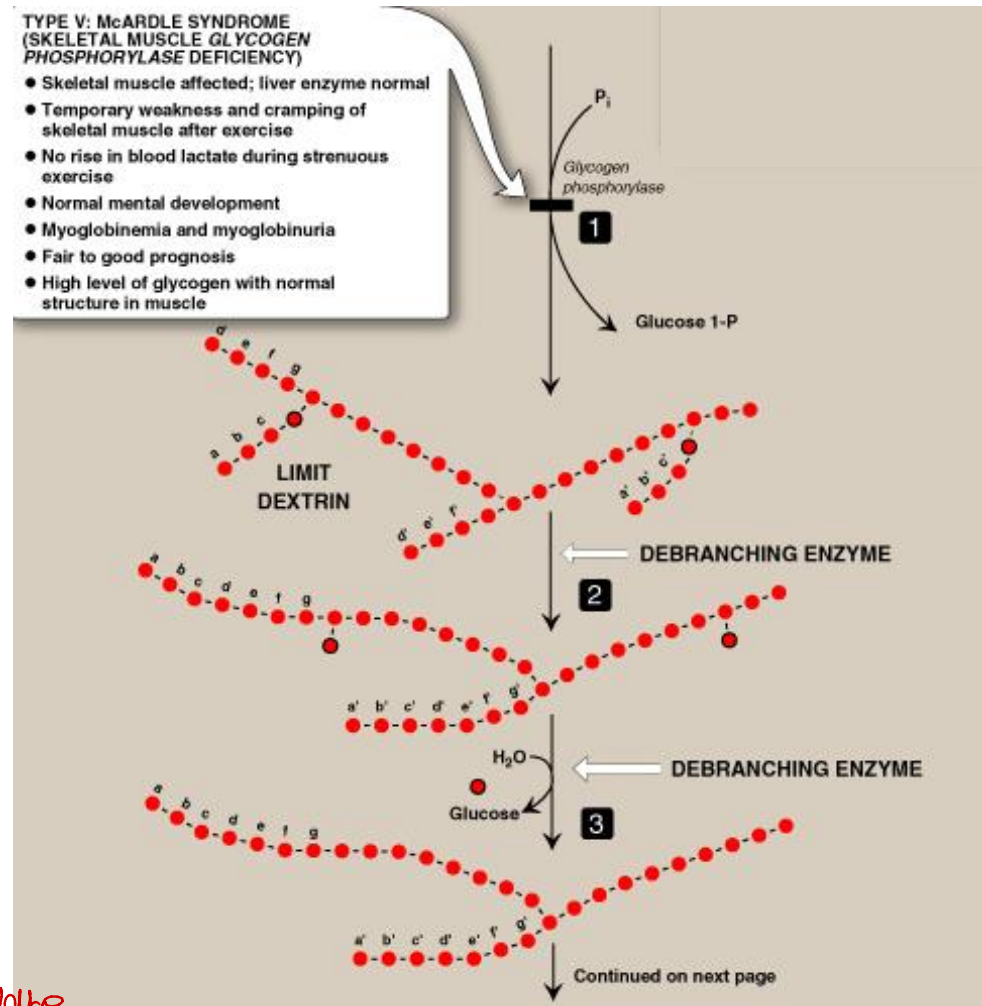 TYPE V: McARDLE SYNDROME
(SKELETAL MUSCLE GLYCOGEN
PHOSPHORYLASE DEFICIENCY)
● Skeletal muscle affected; liver enzyme normal
● Temporary weakness and cramping of
skeletal muscle after exercise
● No rise in blood lactate during strenuous
exercise
● Normal mental development
● Myoglobinemia and myoglobinuria
● Fair to good prognosis
● High level of glycogen with normal
structure in muscle
Pi
Glycogen
phosphorylase
1
Glucose 1-P
d e f g
a b c
LIMIT
DEXTRIN
a' b' c'
d' e' f'
DEBRANCHING ENZYME
2
a b c d e f g
a' b' c' d' e' f' g'
H2O
DEBRANCHING ENZYME
Glucose
3
a b c d e f g
a' b' c' d' e' f' g'
Continued on next page